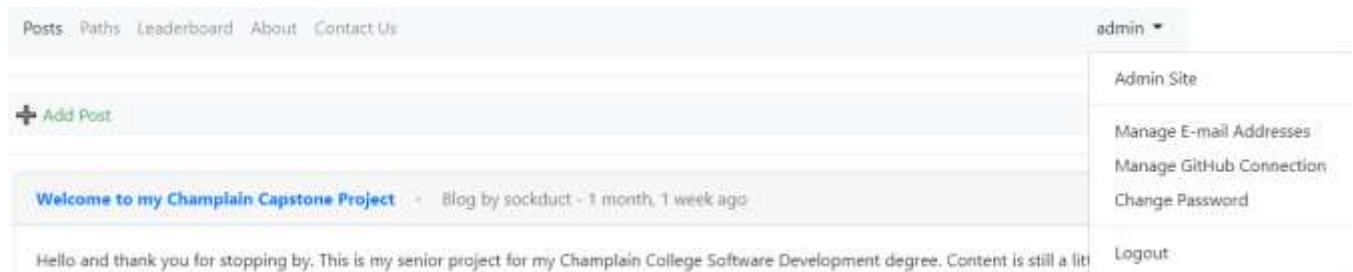 Posts Paths Leaderboard About Contact Us admin
Admin Site
Add Post
Manage E-mail Addresses
Manage GitHub Connection
Change Password
Welcome to my Champlain Capstone Project - Blog by sockduct - 1 month, 1 week ago
Logout
Hello and thank you for stopping by. This is my senior project for my Champlain College Software Development degree. Content is still a